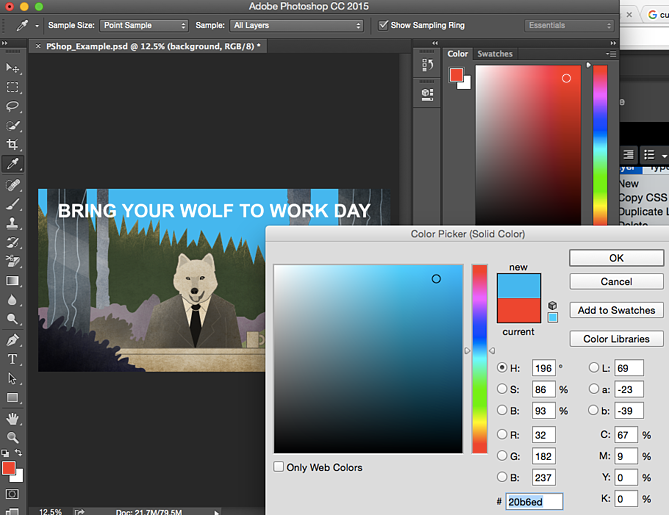 Adobe Photoshop CC 2015
Sample Size: Point Sample Sample: All Layers Show Sampling Ring Essentials
× PShop_Example.psd @ 12.5% (background, RGB/8) *
Color Swatches
BRING YOUR WOLF TO WORK DAY
New
Copy CSS
Duplicate L
Color Picker (Solid Color)
new
current
OK
Cancel
Add to Swatches
Color Libraries
H: 196 ° L: 69
S: 86 % a: -23
B: 93 % b: -39
R: 32 C: 67 %
G: 182 M: 9 %
B: 237 Y: 0 %
# 20b6ed K: 0 %
Only Web Colors
12.5% Doc: 21.7M/79.5M